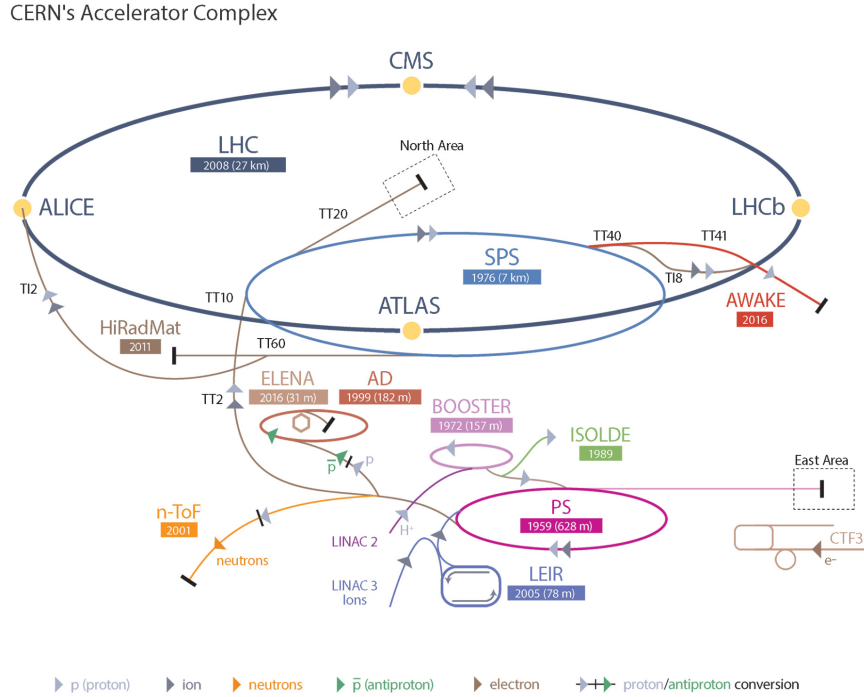 CERN's Accelerator Complex
CMS
LHC
2008 (27 km)
North Area
ALICE
LHCb
TT20
TT40
TT41
SPS
1976 (7 km)
TI8
TI2
TT10
ATLAS
AWAKE
2016
HiRadMat
2011
TT60
ELENA
2016 (31 m)
AD
1999 (182 m)
TT2
BOOSTER
1972 (157 m)
ISOLDE
1989
p
p̅
East Area
n-ToF
2001
PS
1959 (628 m)
H⁺
LINAC 2
neutrons
CTF3
e–
LEIR
2005 (78 m)
LINAC 3
Ions
p (proton)
ion
neutrons
p̅ (antiproton)
electron
proton/antiproton conversion